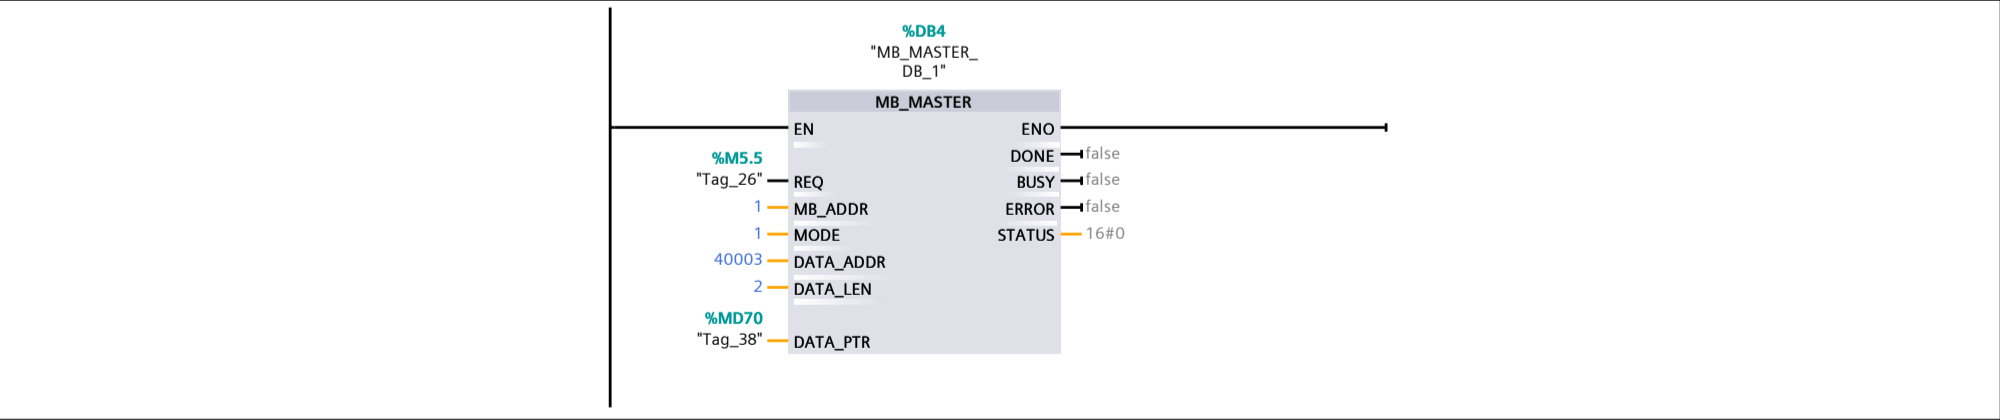 %DB4
"MB_MASTER_
DB_1"
MB_MASTER
EN
ENO
%M5.5
DONE
false
"Tag_26"
REQ
BUSY
false
1
MB_ADDR
ERROR
false
1
MODE
STATUS
16#0
40003
DATA_ADDR
2
DATA_LEN
%MD70
"Tag_38"
DATA_PTR